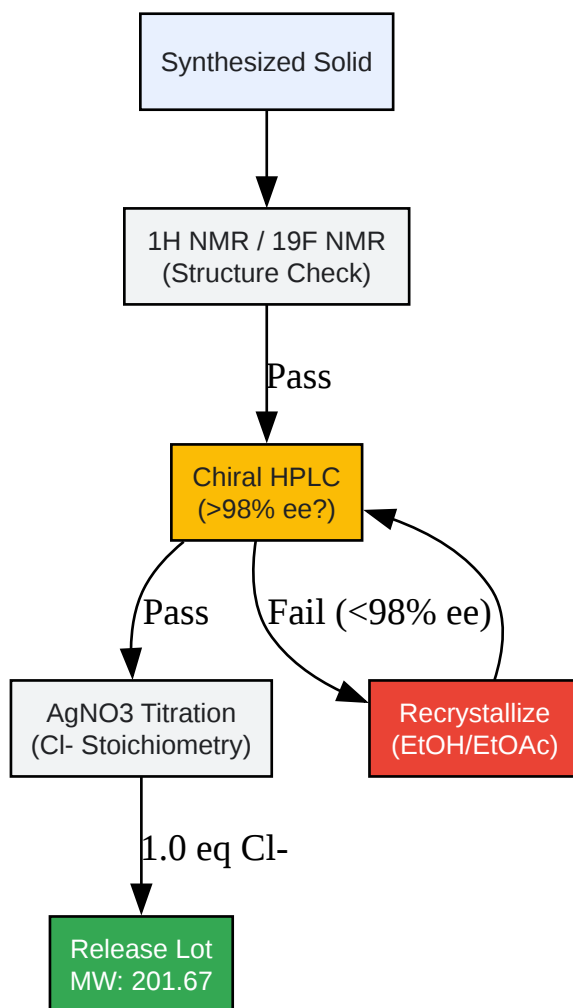 Synthesized Solid
1H NMR / 19F NMR
(Structure Check)
Pass
Chiral HPLC
(>98% ee?)
Pass
Fail (<98% ee)
AgNO3 Titration
(Cl- Stoichiometry)
Recrystallize
(EtOH/EtOAc)
1.0 eq Cl-
Release Lot
MW: 201.67